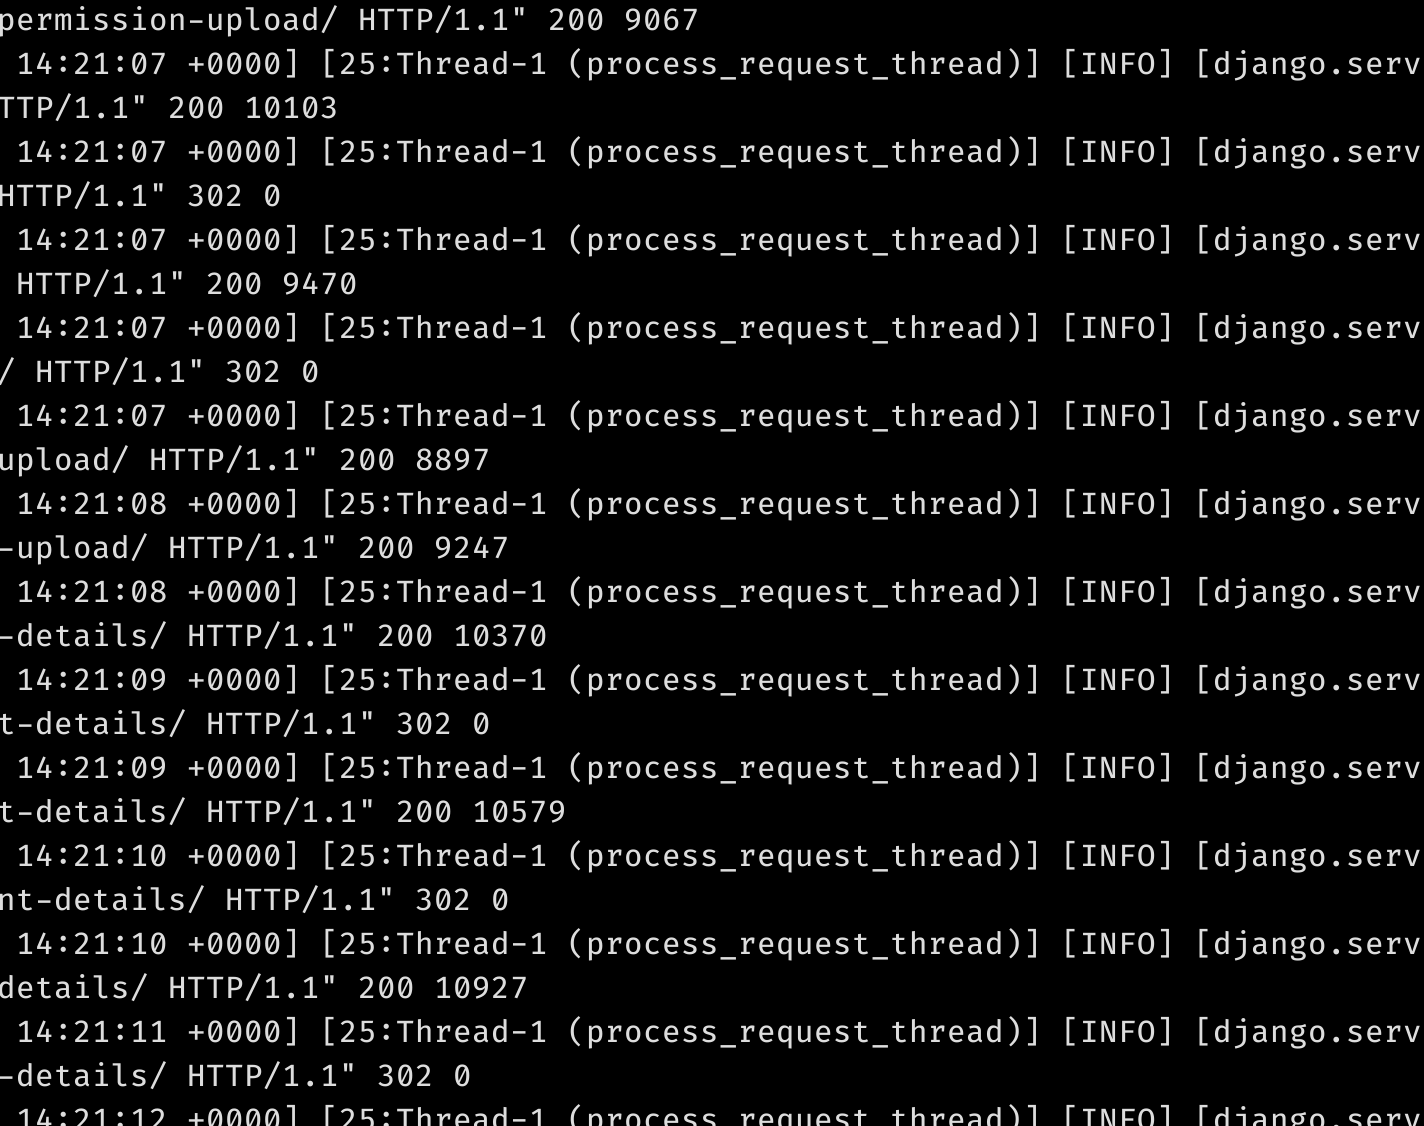 permission-upload/ HTTP/1.1" 200 9067
14:21:07 +0000] [25:Thread-1 (process_request_thread)] [INFO] [django.serv
TTP/1.1" 200 10103
14:21:07 +0000] [25:Thread-1 (process_request_thread)] [INFO] [django.serv
HTTP/1.1" 302 0
14:21:07 +0000] [25:Thread-1 (process_request_thread)] [INFO] [django.serv
HTTP/1.1" 200 9470
14:21:07 +0000] [25:Thread-1 (process_request_thread)] [INFO] [django.serv
/ HTTP/1.1" 302 0
14:21:07 +0000] [25:Thread-1 (process_request_thread)] [INFO] [django.serv
upload/ HTTP/1.1" 200 8897
14:21:08 +0000] [25:Thread-1 (process_request_thread)] [INFO] [django.serv
-upload/ HTTP/1.1" 200 9247
14:21:08 +0000] [25:Thread-1 (process_request_thread)] [INFO] [django.serv
-details/ HTTP/1.1" 200 10370
14:21:09 +0000] [25:Thread-1 (process_request_thread)] [INFO] [django.serv
t-details/ HTTP/1.1" 302 0
14:21:09 +0000] [25:Thread-1 (process_request_thread)] [INFO] [django.serv
t-details/ HTTP/1.1" 200 10579
14:21:10 +0000] [25:Thread-1 (process_request_thread)] [INFO] [django.serv
nt-details/ HTTP/1.1" 302 0
14:21:10 +0000] [25:Thread-1 (process_request_thread)] [INFO] [django.serv
details/ HTTP/1.1" 200 10927
14:21:11 +0000] [25:Thread-1 (process_request_thread)] [INFO] [django.serv
-details/ HTTP/1.1" 302 0
14:21:12 +0000] [25:Thread-1 (process_request_thread)] [INFO] [django.serv